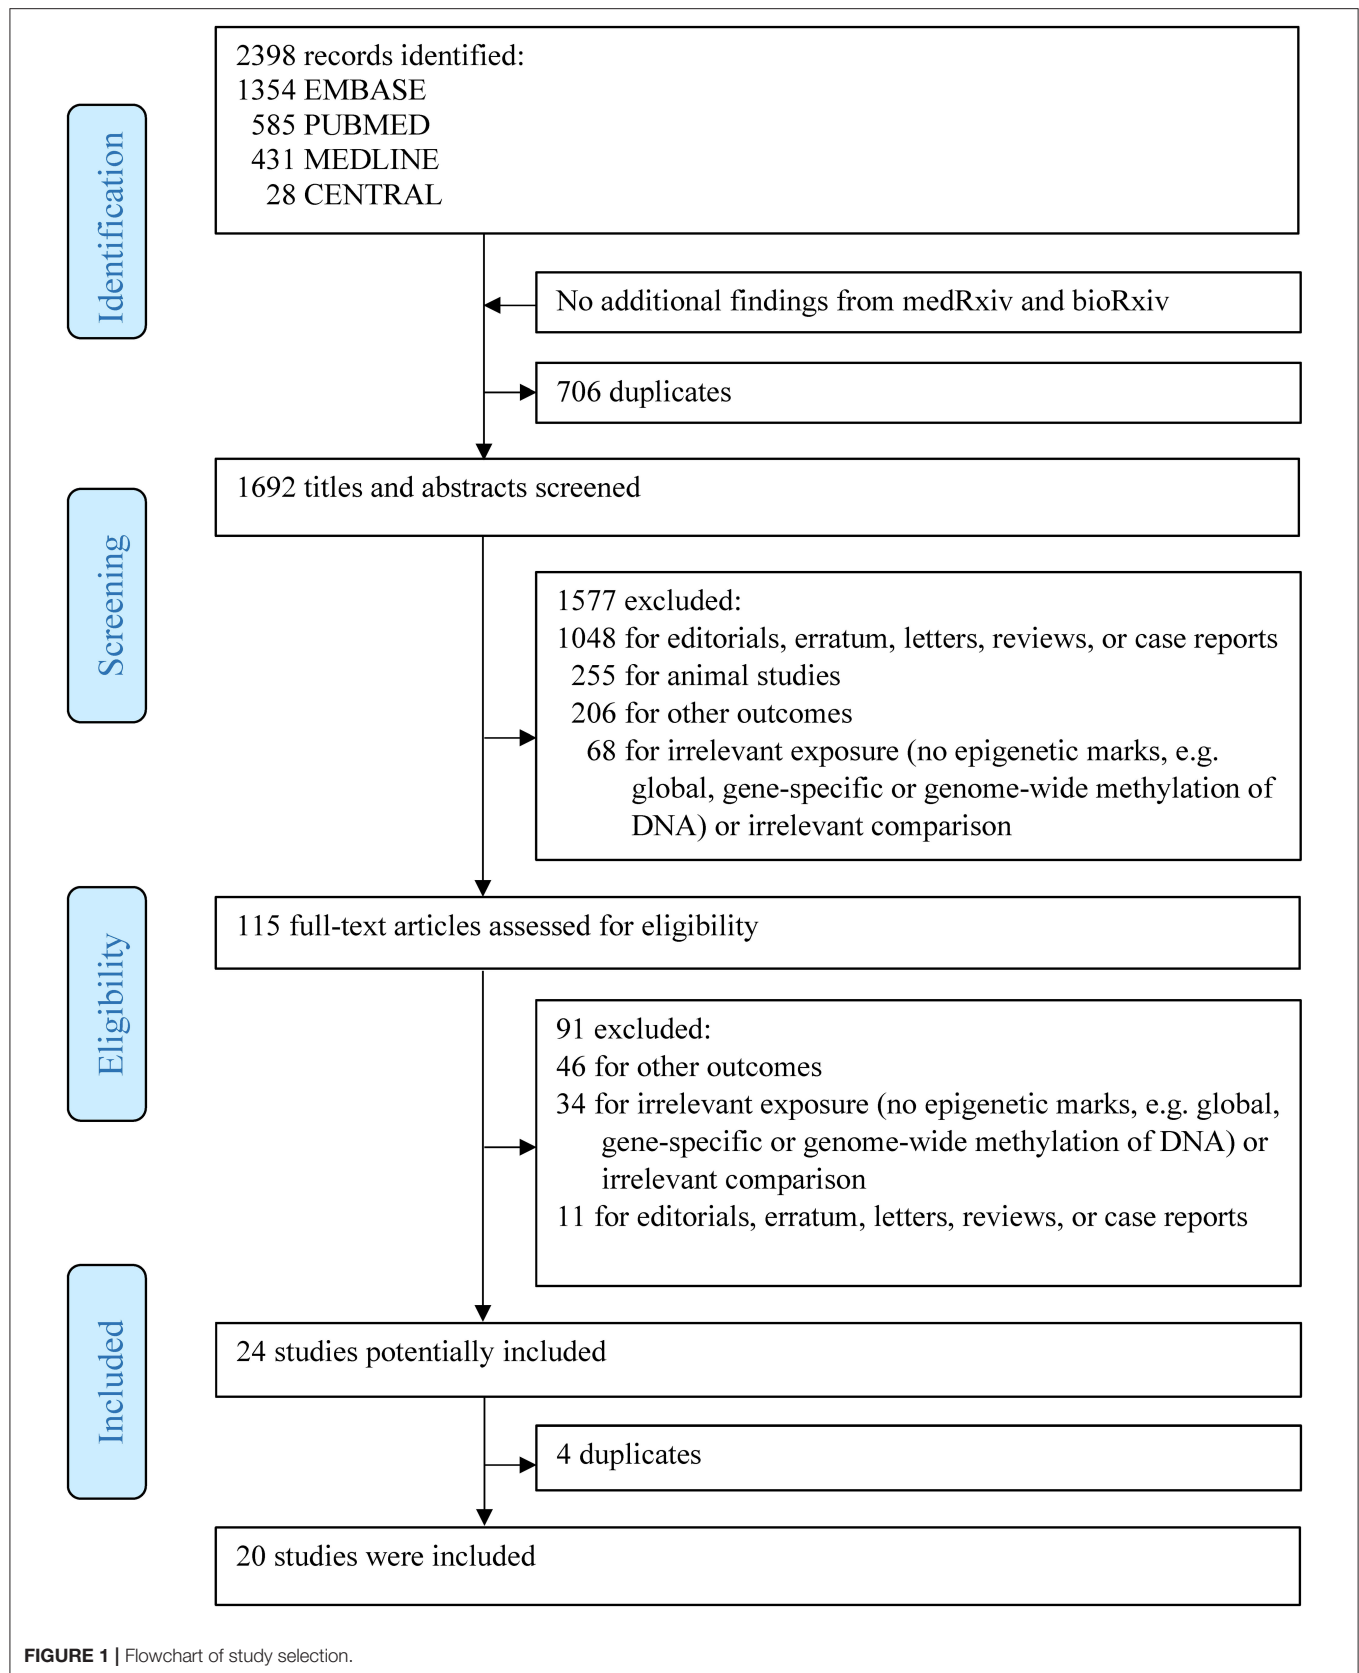 2398 records identified:
1354 EMBASE
585 PUBMED
431 MEDLINE
28 CENTRAL
Identification
No additional findings from medRxiv and bioRxiv
706 duplicates
1692 titles and abstracts screened
Screening
1577 excluded:
1048 for editorials, erratum, letters, reviews, or case reports
255 for animal studies
206 for other outcomes
68 for irrelevant exposure (no epigenetic marks, e.g.
global, gene-specific or genome-wide methylation of
DNA) or irrelevant comparison
115 full-text articles assessed for eligibility
Eligibility
91 excluded:
46 for other outcomes
34 for irrelevant exposure (no epigenetic marks, e.g. global,
gene-specific or genome-wide methylation of DNA) or
irrelevant comparison
11 for editorials, erratum, letters, reviews, or case reports
24 studies potentially included
Included
4 duplicates
20 studies were included
FIGURE 1 | Flowchart of study selection.